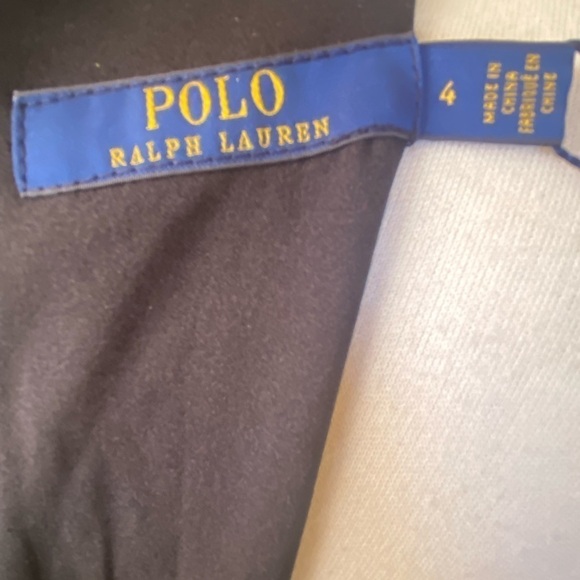 POLO
RALPH LAUREN
4
MADE IN
CHINA
FABRIQUÉ EN
CHINE